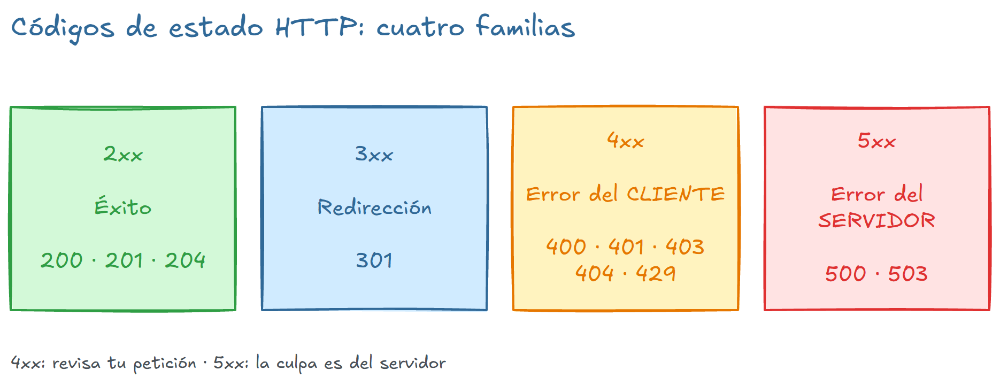 Códigos de estado HTTP: cuatro familias
2xx
Éxito
200 · 201 · 204
3xx
Redirección
301
4xx
Error del CLIENTE
400 · 401 · 403
404 · 429
5xx
Error del
SERVIDOR
500 · 503
4xx: revisa tu petición · 5xx: la culpa es del servidor